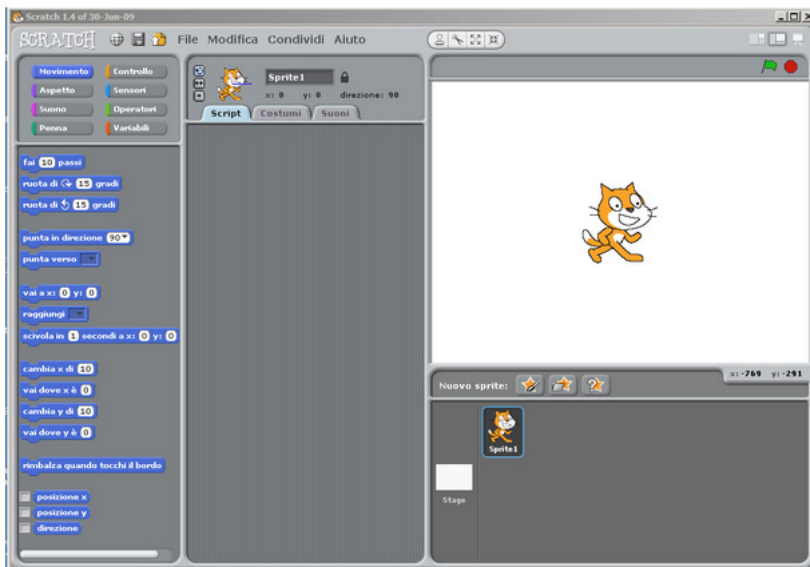 Scratch 1.4 of 30-Jun-09
SCRATCH File Modifica Condividi Aiuto
Movimento Controllo
Aspetto Sensori
Suono Operatori
Penna Variabili
fai 10 passi
ruota di 15 gradi
ruota di 15 gradi
punta in direzione 90
punta verso
vai a x: 0 y: 0
raggiungi
scivola in 1 secondi a x: 0 y: 0
cambia x di 10
vai dove x è 0
cambia y di 10
vai dove y è 0
rimbalza quando tocchi il bordo
posizione x
posizione y
direzione
Sprite1
x: 0 y: 0 direzione: 90
Script Costumi Suoni
x: -769 y: -291
Nuovo sprite:
Sprite1
Stage